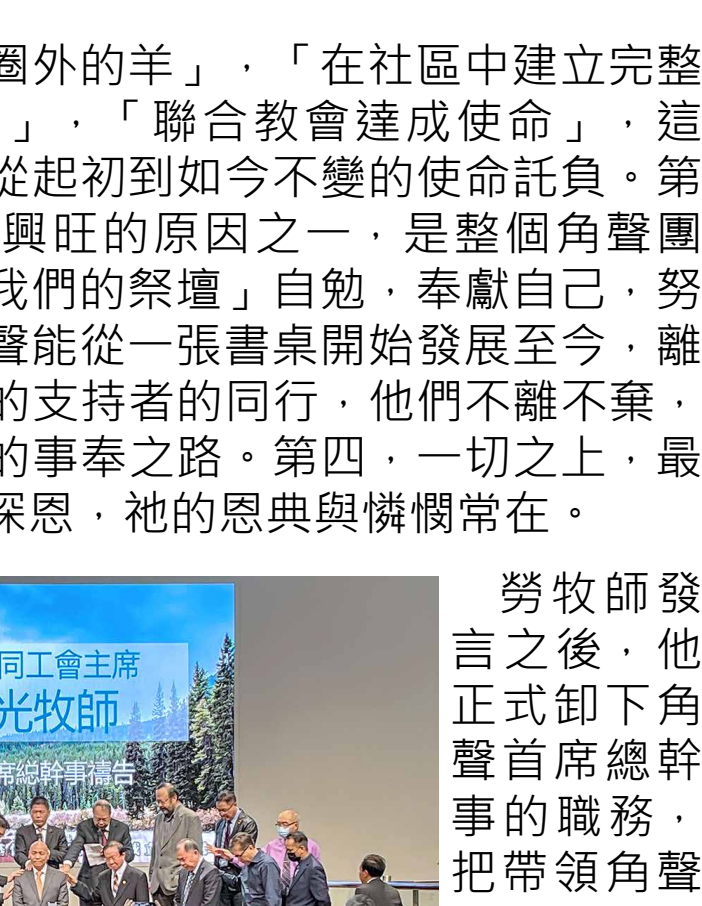 圈外的羊」，「在社區中建立完整
」，「聯合教會達成使命」，這
從起初到如今不變的使命託負。第
興旺的原因之一，是整個角聲團
我們的祭壇」自勉，奉獻自己，努
聲能從一張書桌開始發展至今，離
的支持者的同行，他們不離不棄，
的事奉之路。第四，一切之上，最
深恩，祂的恩典與憐憫常在。
同工會主席
光牧師
席總幹事禱告
勞牧師發
言之後，他
正式卸下角
聲首席總幹
事的職務，
把帶領角聲